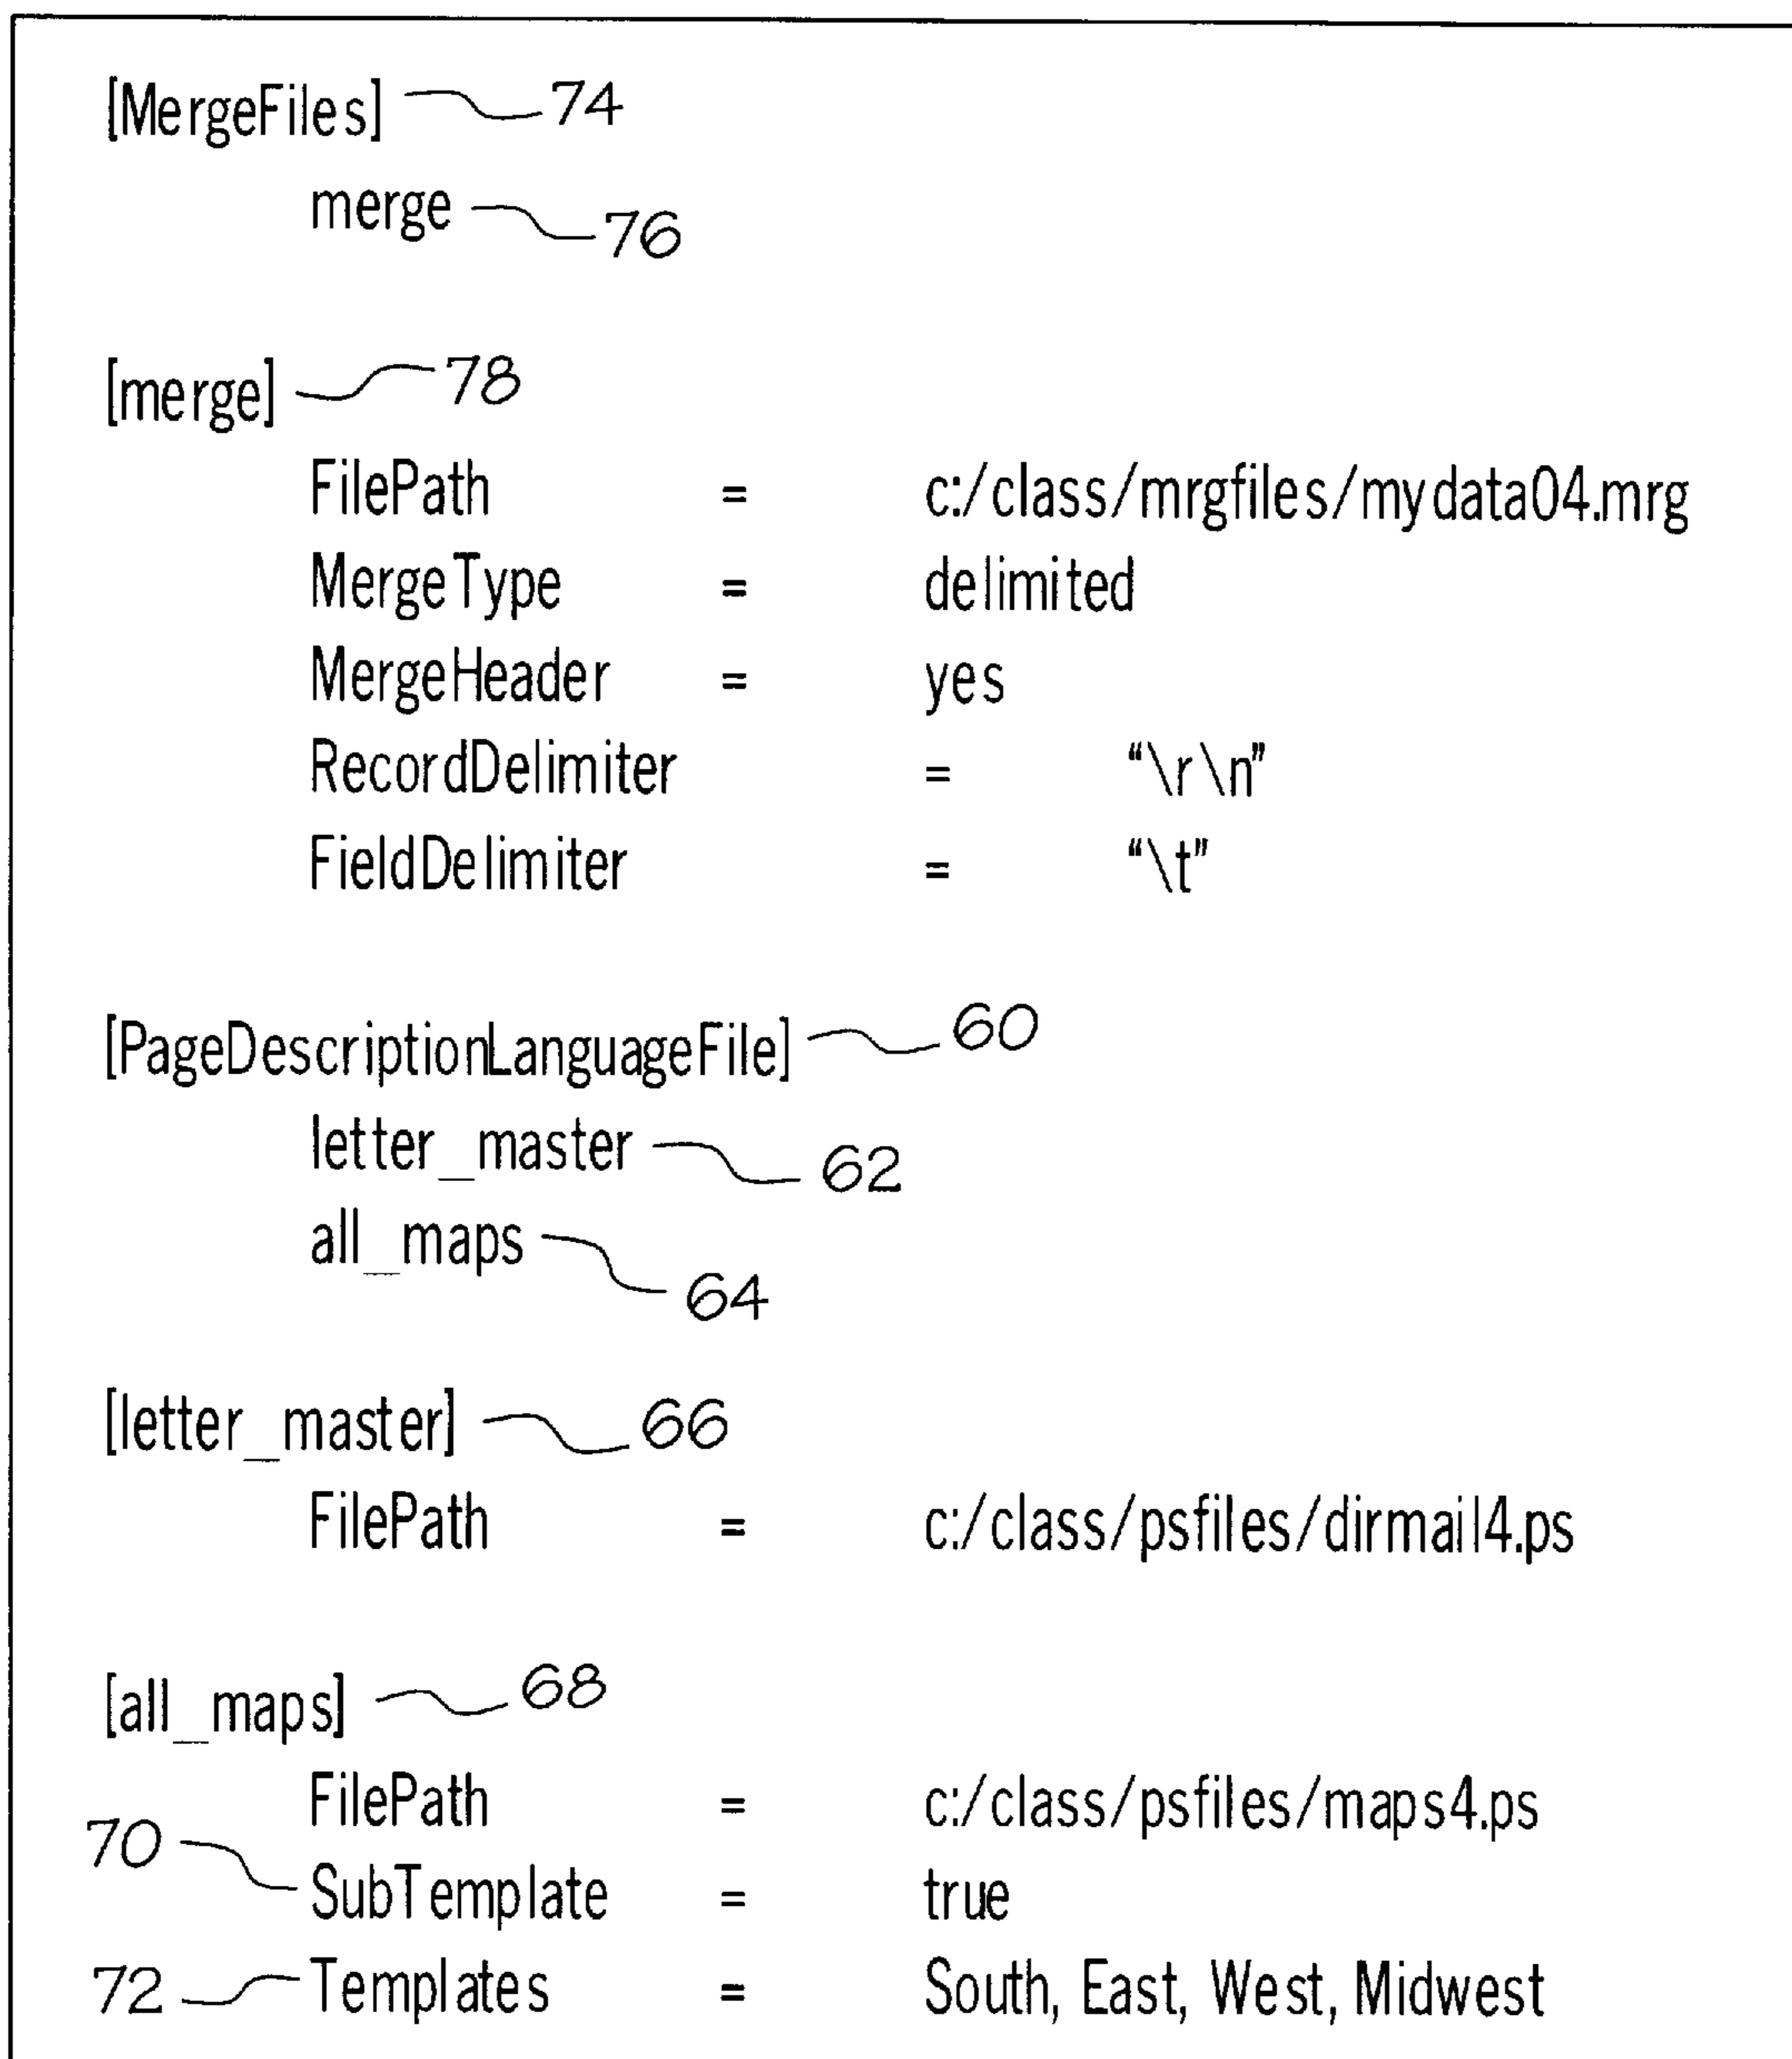 [MergeFiles] 74
merge 76
[merge] 78
FilePath = c:/class/mrgfiles/mydata04.mrg
MergeType = delimited
MergeHeader = yes
RecordDelimiter = “\r\n”
FieldDelimiter = “\t”
[PageDescriptionLanguageFile] 60
letter_master 62
all_maps 64
[letter_master] 66
FilePath = c:/class/psfiles/dirmail4.ps
[all_maps] 68
FilePath = c:/class/psfiles/maps4.ps
70 SubTemplate = true
72 Templates = South, East, West, Midwest